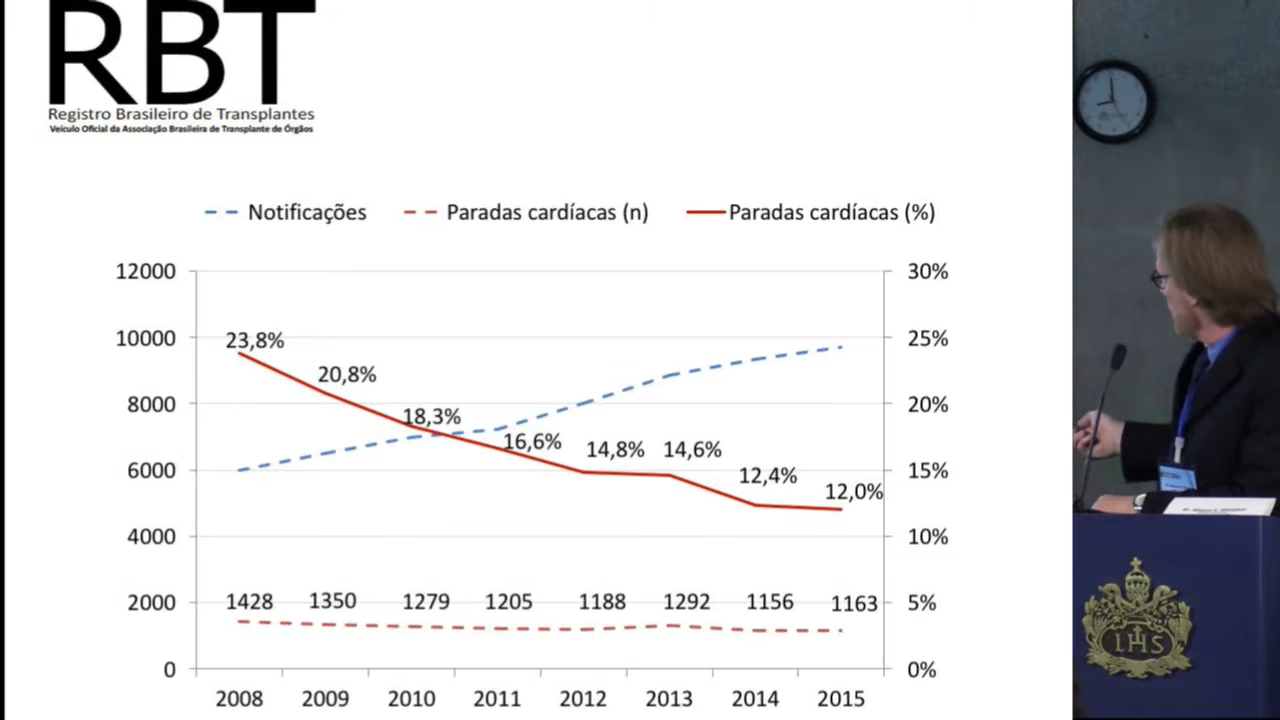 RBT
Registro Brasileiro de Transplantes
Veículo Oficial da Associação Brasileira de Transplante de Órgãos
Notificações Paradas cardíacas (n) Paradas cardíacas (%)
12000 30%
10000 25%
8000 20%
6000 15%
4000 10%
2000 5%
0 0%
23,8% 20,8% 18,3% 16,6% 14,8% 14,6% 12,4% 12,0%
1428 1350 1279 1205 1188 1292 1156 1163
2008 2009 2010 2011 2012 2013 2014 2015
IHS